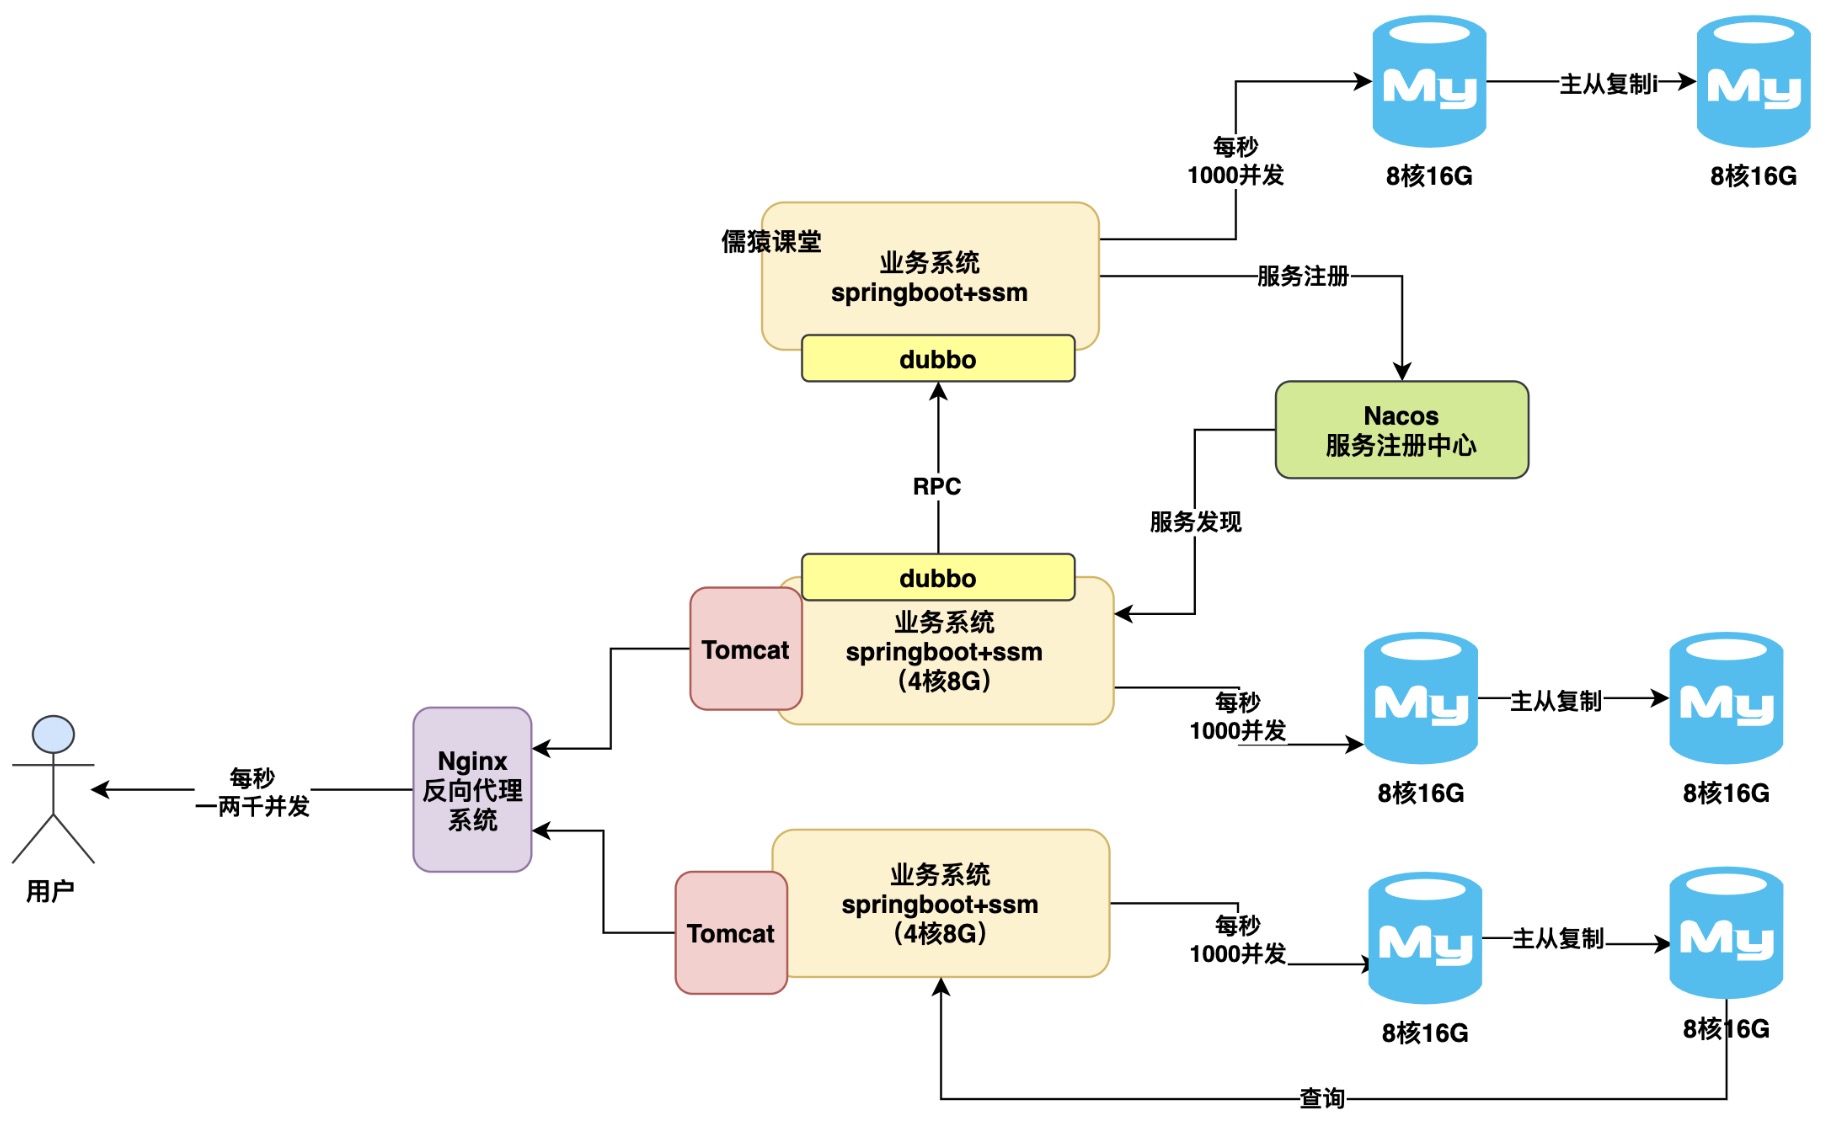 My
主从复制i
My
8核16G
8核16G
每秒
1000并发
儒猿课堂
业务系统
springboot+ssm
dubbo
服务注册
Nacos
服务注册中心
RPC
服务发现
dubbo
Tomcat
业务系统
springboot+ssm
（4核8G）
每秒
1000并发
My
主从复制
My
8核16G
8核16G
用户
每秒
一两千并发
Nginx
反向代理
系统
Tomcat
业务系统
springboot+ssm
（4核8G）
每秒
1000并发
My
主从复制
My
8核16G
8核16G
查询